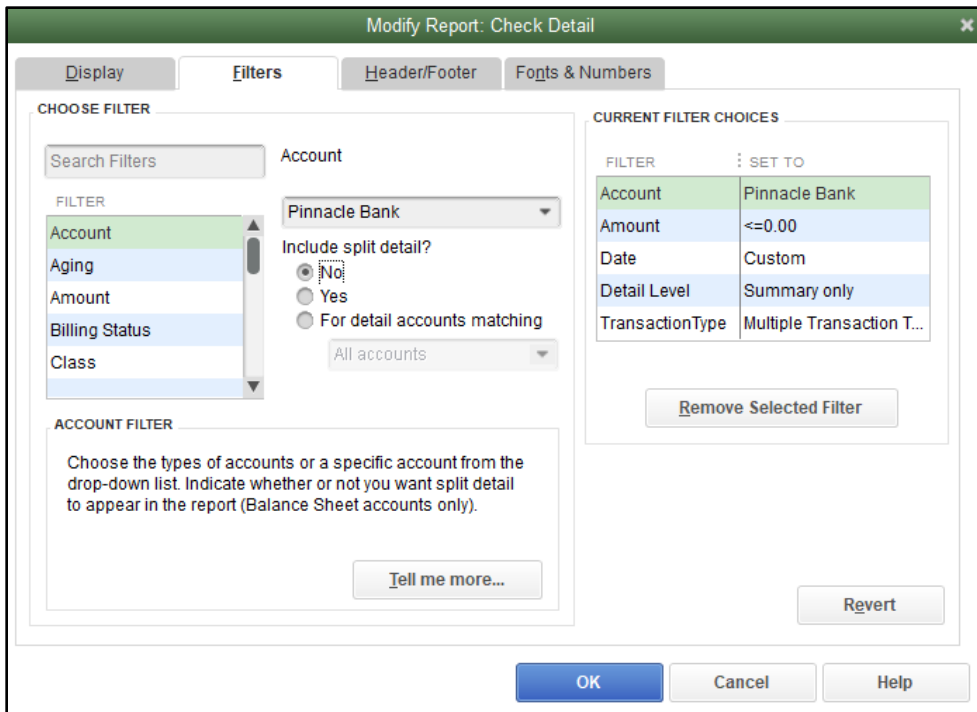 Modify Report: Check Detail
Display
Filters
Header/Footer
Fonts & Numbers
CHOOSE FILTER
Search Filters
FILTER
Account
Aging
Amount
Billing Status
Class
Account
Pinnacle Bank
Include split detail?
No
Yes
For detail accounts matching
All accounts
ACCOUNT FILTER
Choose the types of accounts or a specific account from the
drop-down list. Indicate whether or not you want split detail
to appear in the report (Balance Sheet accounts only).
Tell me more...
CURRENT FILTER CHOICES
FILTER SET TO
Account Pinnacle Bank
Amount <=0.00
Date Custom
Detail Level Summary only
TransactionType Multiple Transaction T...
Remove Selected Filter
Revert
OK
Cancel
Help